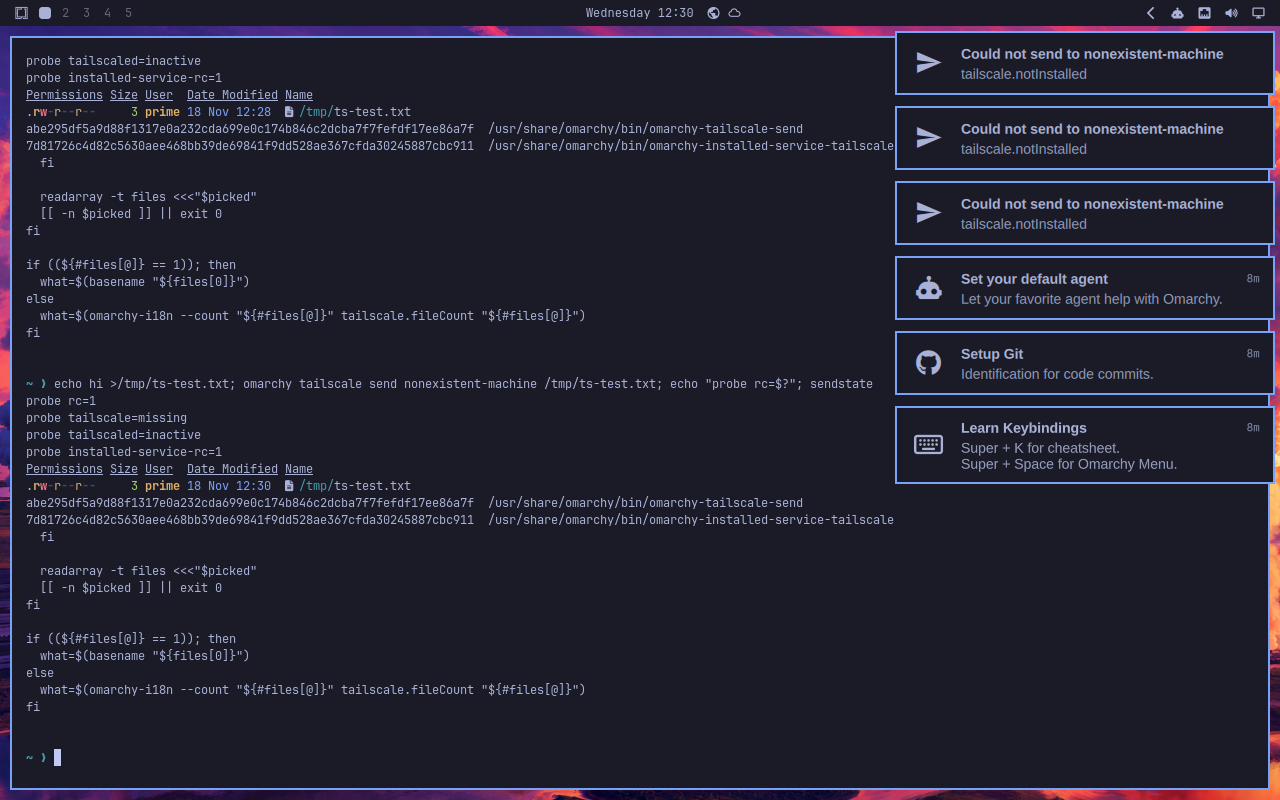 2 3 4 5
Wednesday 12:30
probe tailscaled=inactive
probe installed-service-rc=1
Permissions Size User Date Modified Name
.rw-r--r-- 3 prime 18 Nov 12:28 /tmp/ts-test.txt
abe295df5a9d88f1317e0a232cda699e0c174b846c2dcba7f7fefdf17ee86a7f /usr/share/omarchy/bin/omarchy-tailscale-send
7d81726c4d82c5630aee468bb39de69841f9dd528ae367cfda30245887cbc911 /usr/share/omarchy/bin/omarchy-installed-service-tailscale
fi
readarray -t files <<<"$picked"
[[ -n $picked ]] || exit 0
fi
if ((${#files[@]} == 1)); then
what=$(basename "${files[0]}")
else
what=$(omarchy-i18n --count "${#files[@]}" tailscale.fileCount "${#files[@]}")
fi
~ ❯ echo hi >/tmp/ts-test.txt; omarchy tailscale send nonexistent-machine /tmp/ts-test.txt; echo "probe rc=$?"; sendstate
probe rc=1
probe tailscale=missing
probe tailscaled=inactive
probe installed-service-rc=1
Permissions Size User Date Modified Name
.rw-r--r-- 3 prime 18 Nov 12:30 /tmp/ts-test.txt
abe295df5a9d88f1317e0a232cda699e0c174b846c2dcba7f7fefdf17ee86a7f /usr/share/omarchy/bin/omarchy-tailscale-send
7d81726c4d82c5630aee468bb39de69841f9dd528ae367cfda30245887cbc911 /usr/share/omarchy/bin/omarchy-installed-service-tailscale
fi
readarray -t files <<<"$picked"
[[ -n $picked ]] || exit 0
fi
if ((${#files[@]} == 1)); then
what=$(basename "${files[0]}")
else
what=$(omarchy-i18n --count "${#files[@]}" tailscale.fileCount "${#files[@]}")
fi
~ ❯
Could not send to nonexistent-machine
tailscale.notInstalled
Could not send to nonexistent-machine
tailscale.notInstalled
Could not send to nonexistent-machine
tailscale.notInstalled
Set your default agent 8m
Let your favorite agent help with Omarchy.
Setup Git 8m
Identification for code commits.
Learn Keybindings 8m
Super + K for cheatsheet.
Super + Space for Omarchy Menu.